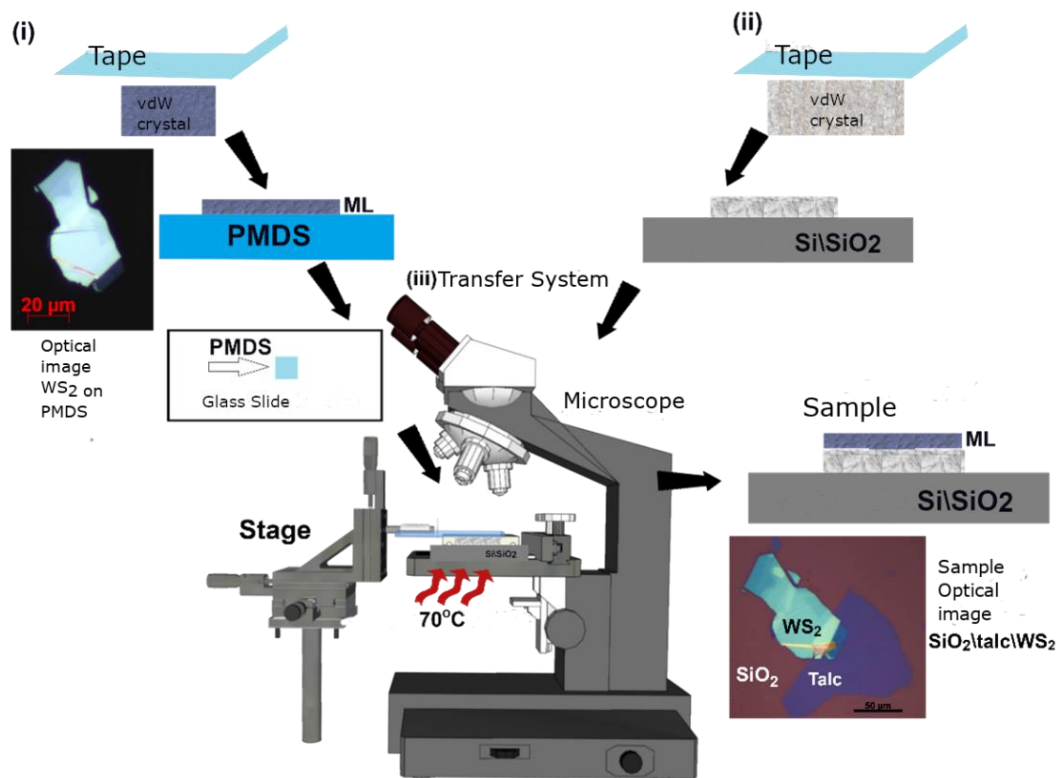 (i)
Tape
vdW
crystal
ML
PMDS
20 µm
Optical
image
WS2 on
PMDS
PMDS
Glass Slide
(ii)
Tape
vdW
crystal
Si\SiO2
(iii)Transfer System
Microscope
Stage
Si\SiO2
70°C
Sample
ML
Si\SiO2
WS2
SiO2
Talc
50 µm
Sample
Optical
image
SiO2\talc\WS2